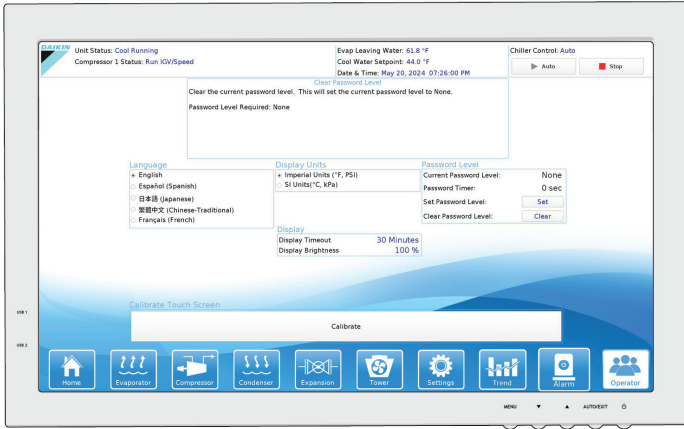 DAIKIN
Unit Status: Cool Running
Compressor 1 Status: Run IGV/Speed
Evap Leaving Water: 61.8 °F
Cool Water Setpoint: 44.0 °F
Date & Time: May 20, 2024 07:26:00 PM
Chiller Control: Auto
Auto
Stop
Clear Password Level
Clear the current password level. This will set the current password level to None.
Password Level Required: None
Language
English
Español (Spanish)
日本語 (Japanese)
繁體中文 (Chinese-Traditional)
Français (French)
Display Units
Imperial Units (°F, PSI)
SI Units(°C, kPa)
Password Level
Current Password Level: None
Password Timer: 0 sec
Set Password Level: Set
Clear Password Level: Clear
Display
Display Timeout 30 Minutes
Display Brightness 100 %
Calibrate Touch Screen
Calibrate
USB 1
USB 2
Home
Evaporator
Compressor
Condenser
Expansion
Tower
Settings
Trend
Alarm
Operator
MENU ▼ ▲ AUTO/EXIT